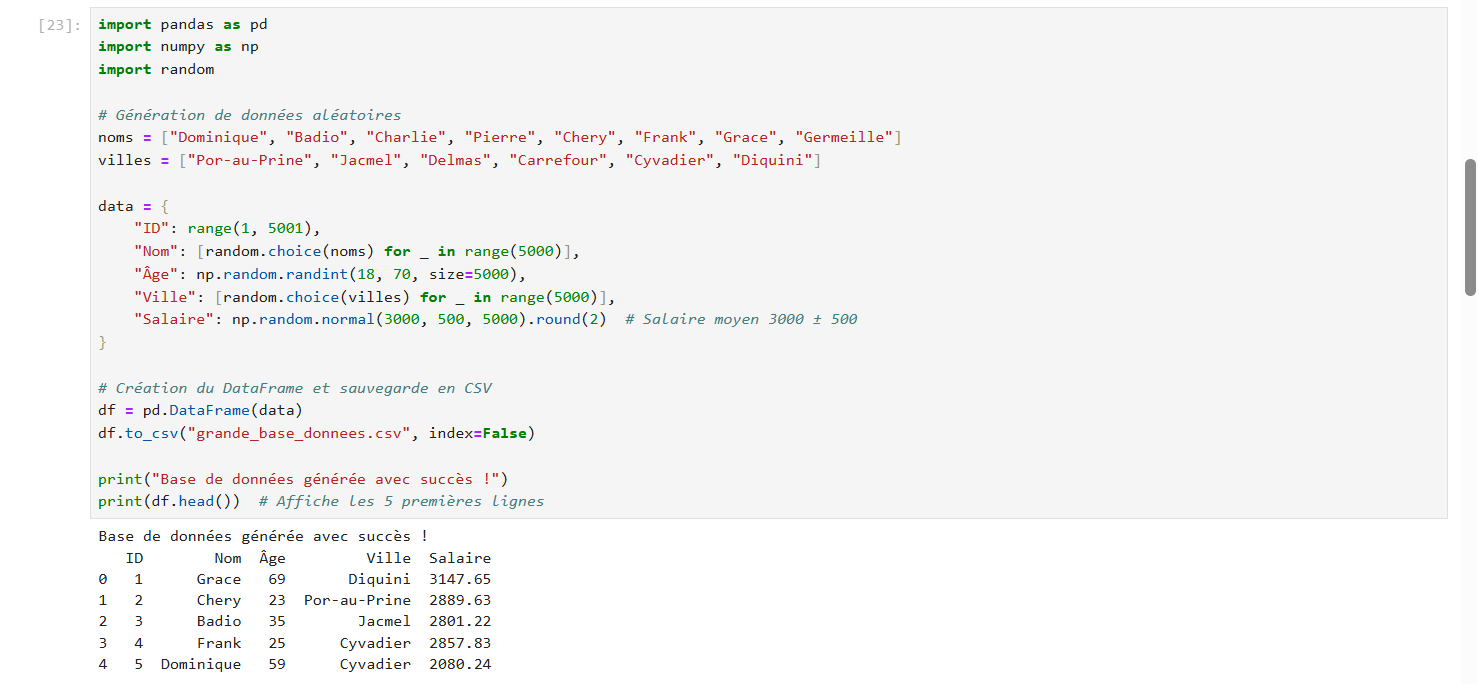 [23]:
import pandas as pd
import numpy as np
import random

# Génération de données aléatoires
noms = ["Dominique", "Badio", "Charlie", "Pierre", "Chery", "Frank", "Grace", "Germeille"]
villes = ["Por-au-Prine", "Jacmel", "Delmas", "Carrefour", "Cyvadier", "Diquini"]

data = {
    "ID": range(1, 5001),
    "Nom": [random.choice(noms) for _ in range(5000)],
    "Âge": np.random.randint(18, 70, size=5000),
    "Ville": [random.choice(villes) for _ in range(5000)],
    "Salaire": np.random.normal(3000, 500, 5000).round(2)  # Salaire moyen 3000 ± 500
}

# Création du DataFrame et sauvegarde en CSV
df = pd.DataFrame(data)
df.to_csv("grande_base_donnees.csv", index=False)

print("Base de données générée avec succès !")
print(df.head())  # Affiche les 5 premières lignes
Base de données générée avec succès !
   ID        Nom  Âge         Ville  Salaire
0   1      Grace   69       Diquini  3147.65
1   2      Chery   23  Por-au-Prine  2889.63
2   3      Badio   35        Jacmel  2801.22
3   4      Frank   25      Cyvadier  2857.83
4   5  Dominique   59      Cyvadier  2080.24